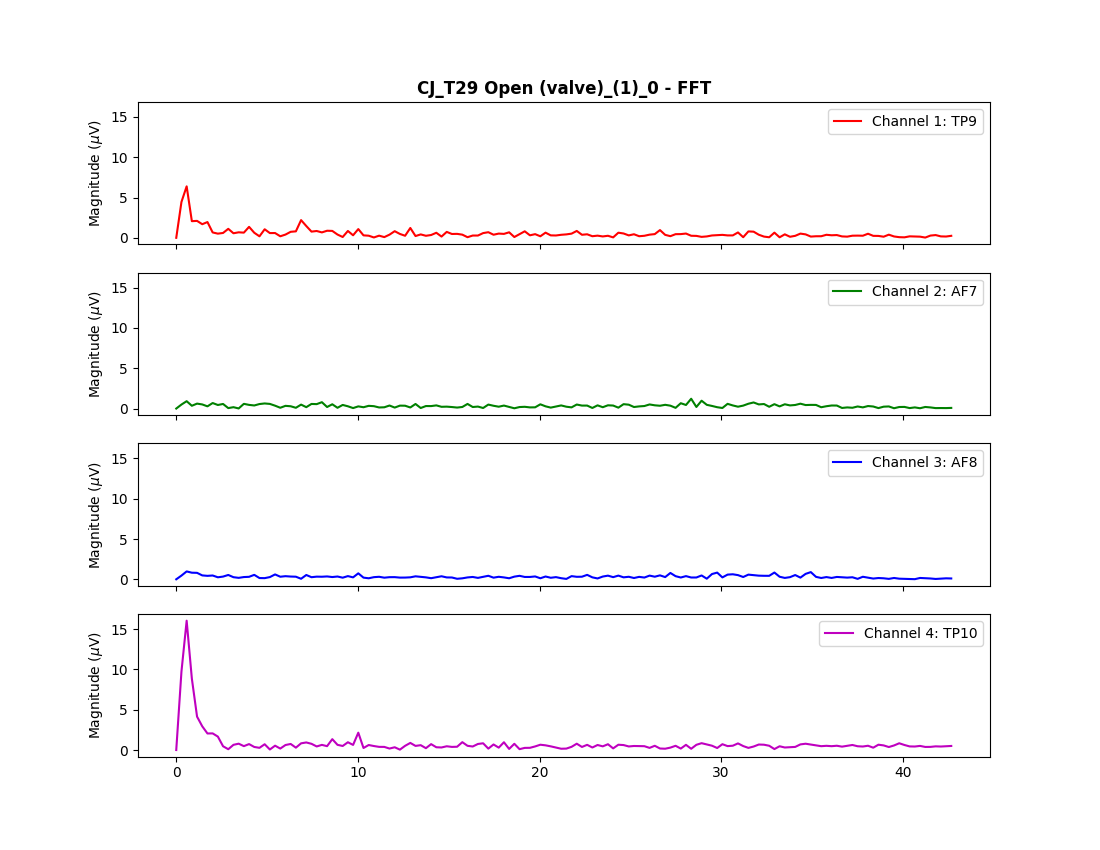 CJ_T29 Open (valve)_(1)_0 - FFT
Magnitude (μV)
15
10
5
0
Channel 1: TP9
Magnitude (μV)
15
10
5
0
Channel 2: AF7
Magnitude (μV)
15
10
5
0
Channel 3: AF8
Magnitude (μV)
15
10
5
0
Channel 4: TP10
0 10 20 30 40